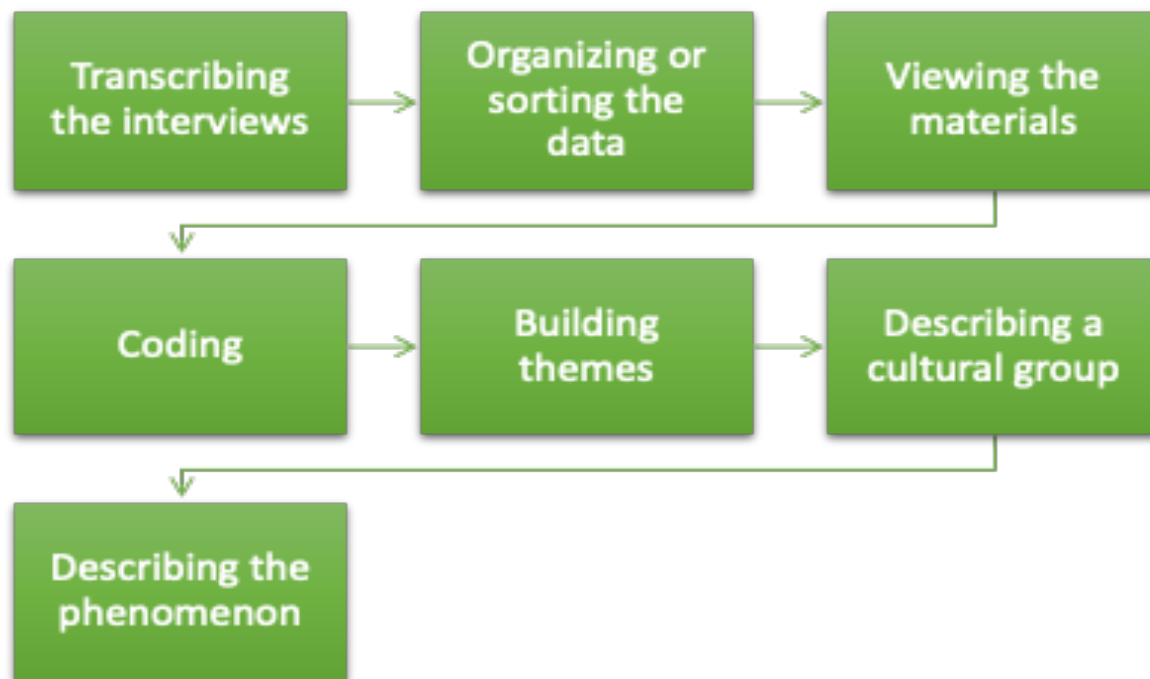 Transcribing
the interviews
Organizing or
sorting the
data
Viewing the
materials
Coding
Building
themes
Describing a
cultural group
Describing the
phenomenon